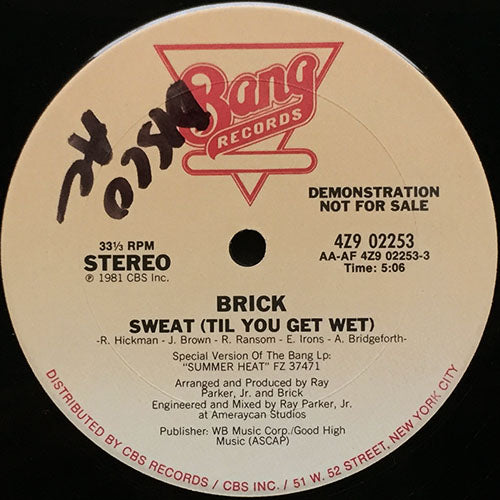 Bang
RECORDS
DISCO
DEMONSTRATION
NOT FOR SALE
33⅓ RPM
STEREO
℗ 1981 CBS Inc.
4Z9 02253
AA-AF 4Z9 02253-3
Time: 5:06
BRICK
SWEAT (TIL YOU GET WET)
-R. Hickman - J. Brown - R. Ransom - E. Irons - A. Bridgeforth-
Special Version Of The Bang Lp:
"SUMMER HEAT" FZ 37471
Arranged and Produced by Ray
Parker, Jr. and Brick
Engineered and Mixed by Ray Parker, Jr.
at Ameraycan Studios
Publisher: WB Music Corp./Good High
Music (ASCAP)
DISTRIBUTED BY CBS RECORDS / CBS INC. / 51 W. 52 STREET, NEW YORK CITY